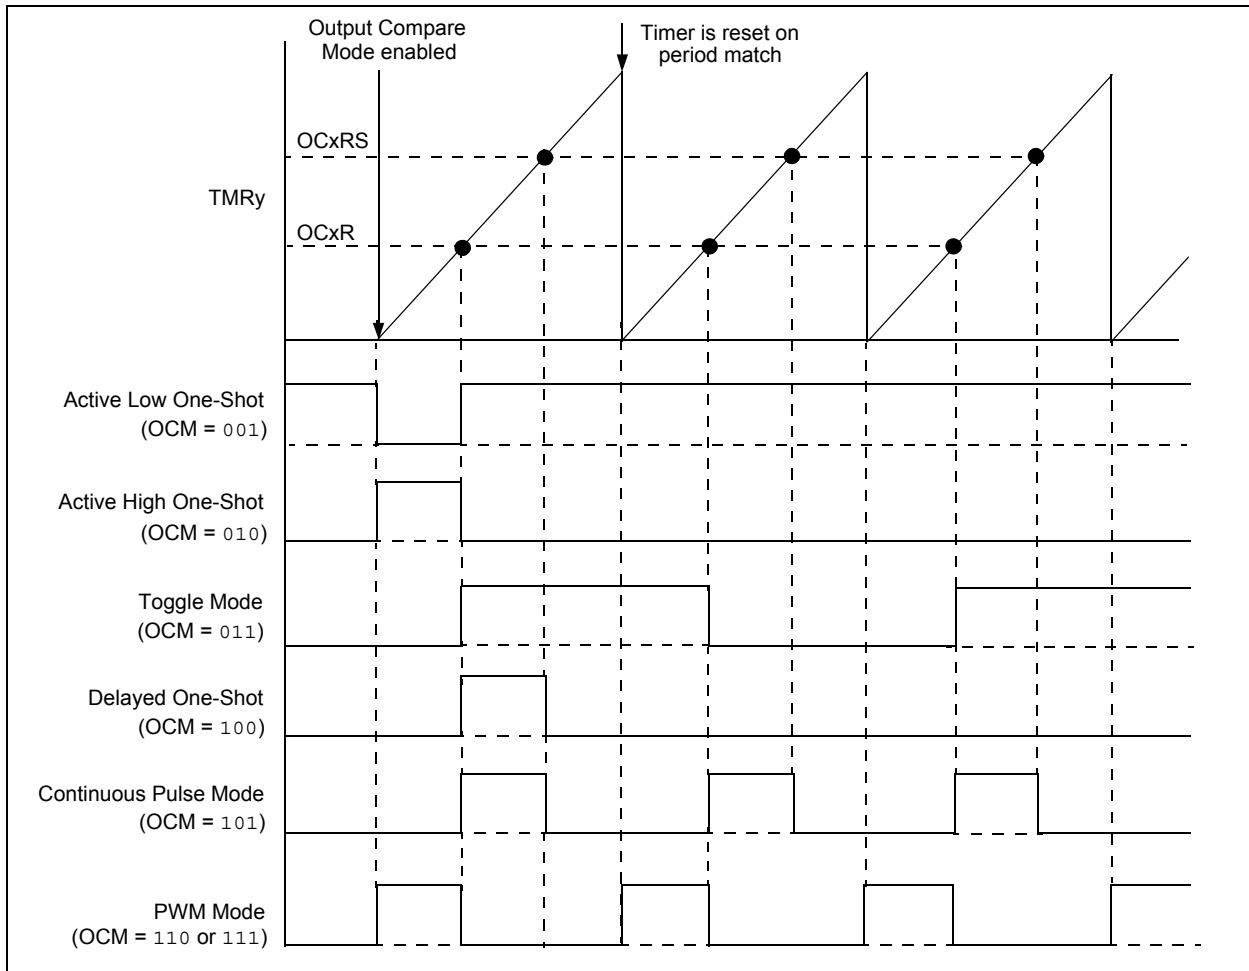 Output Compare
Mode enabled
Timer is reset on
period match
OCxRS
TMRy
OCxR
Active Low One-Shot
(OCM = 001)
Active High One-Shot
(OCM = 010)
Toggle Mode
(OCM = 011)
Delayed One-Shot
(OCM = 100)
Continuous Pulse Mode
(OCM = 101)
PWM Mode
(OCM = 110 or 111)